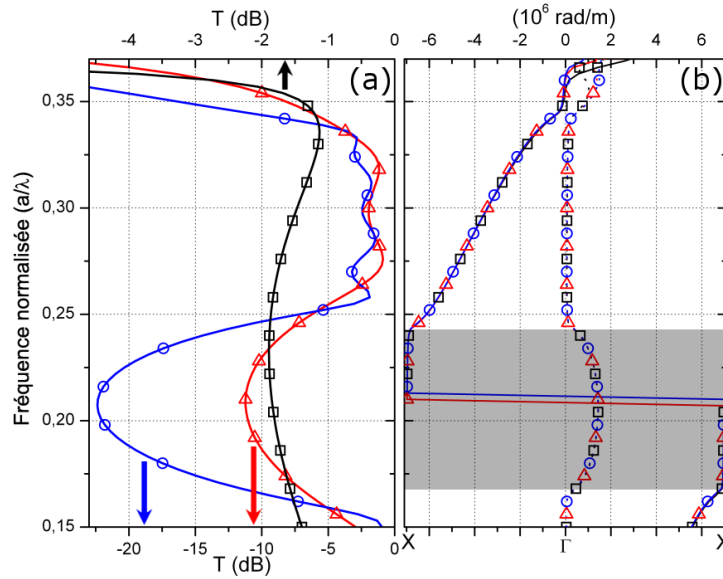 T (dB)
(10⁶ rad/m)
-4 -3 -2 -1 0
-6 -4 -2 0 2 4 6
(a)
(b)
Fréquence normalisée (a/λ)
0,35
0,30
0,25
0,20
0,15
-20 -15 -10 -5
X Γ X
T (dB)